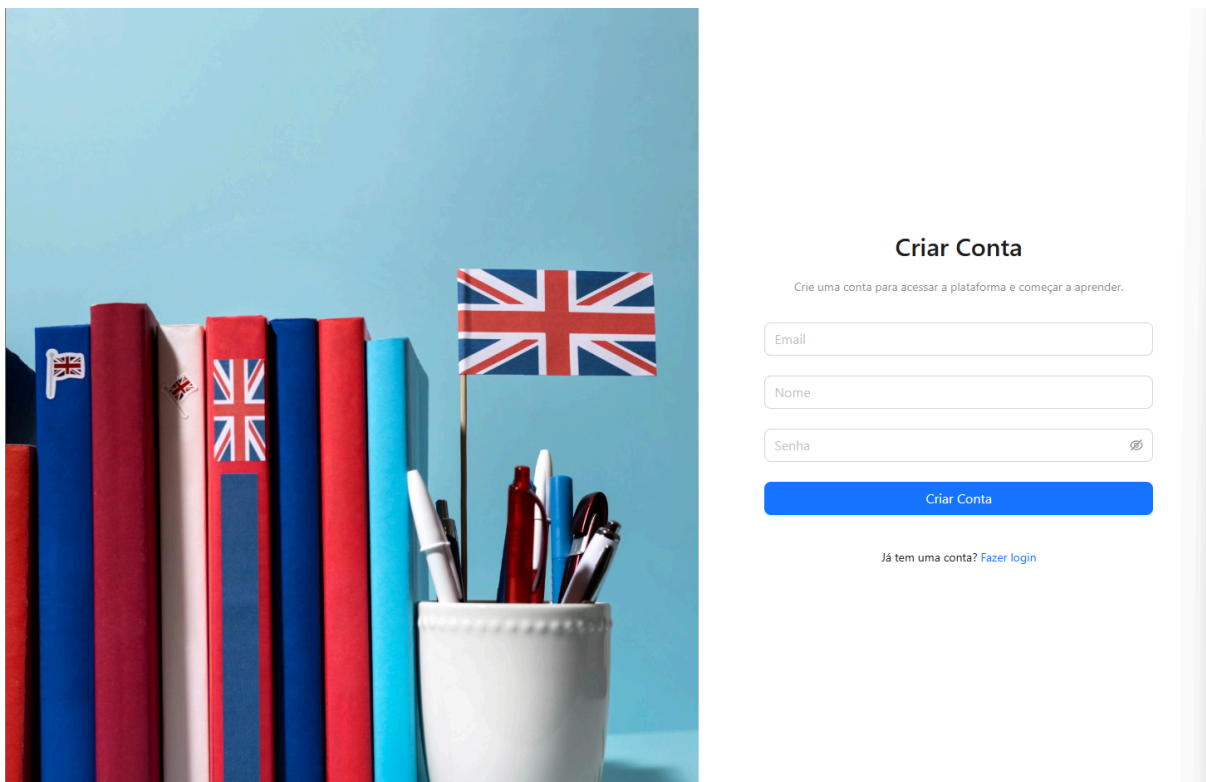 Criar Conta
Crie uma conta para acessar a plataforma e começar a aprender.
Email
Nome
Senha
Criar Conta
Já tem uma conta? Fazer login